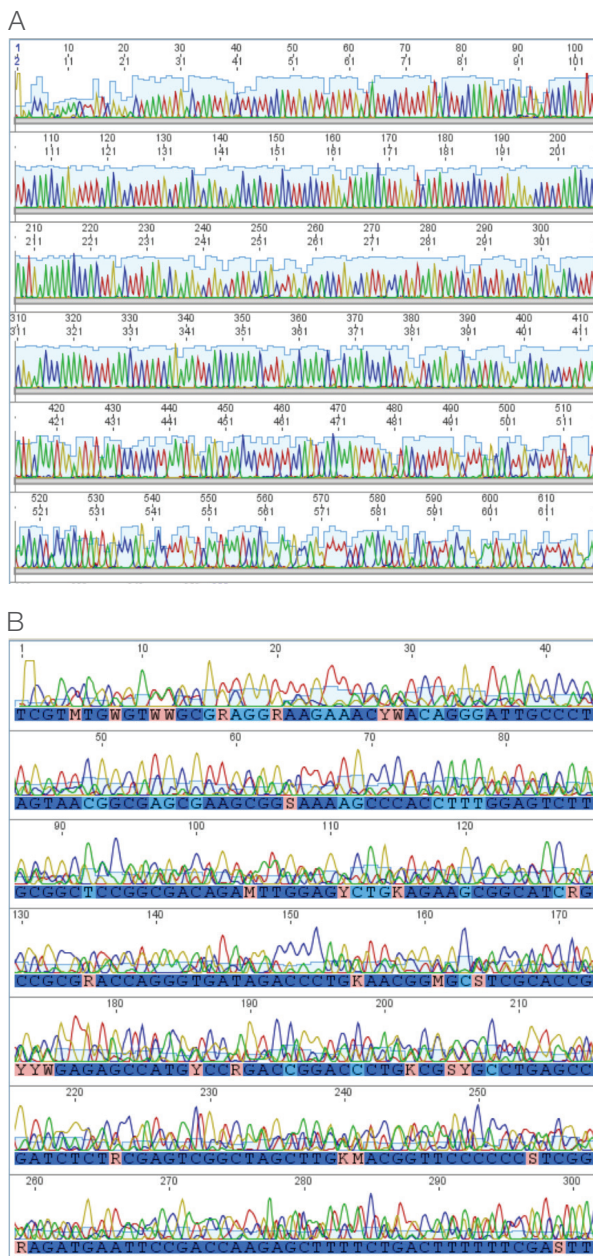 A
1 10 20 30 40 50 60 70 80 90 100
2 11 21 31 41 51 61 71 81 91 101
110 120 130 140 150 160 170 180 190 200
111 121 131 141 151 161 171 181 191 201
210 220 230 240 250 260 270 280 290 300
211 221 231 241 251 261 271 281 291 301
310 320 330 340 350 360 370 380 390 400 410
311 321 331 341 351 361 371 381 391 401 411
420 430 440 450 460 470 480 490 500 510
421 431 441 451 461 471 481 491 501 511
520 530 540 550 560 570 580 590 600 610
521 531 541 551 561 571 581 591 601 611
B
1 10 20 30 40
TCGTMTGWGTWWGCGRAGGRAAGAAACYWACAGGGATTGCCCT
50 60 70 80
AGTAACGGCGAGCGAAGCGGSAAAAGCCCACCTTTGGAGTCTT
90 100 110 120
GCGGCTCCGGCGACAGAMTTGGAGYCTGKAGAAGCGGCATCRG
130 140 150 160 170
CCGCGRACCAGGGTGATAGACCCTGKAACGGMGCSTCGCACCG
180 190 200 210
YYWGAGAGCCATGYCCRGACCGGACCCTGKCGSYGCCTGAGCC
220 230 240 250
GATCTCTRCGAGTCGGCTAGCTTGKMACGGTTCCGCCCSTCGG
260 270 280 290 300
RAGATGAATTCCGACCAAGAGCTTTTCTGACTTTTTTTSTT